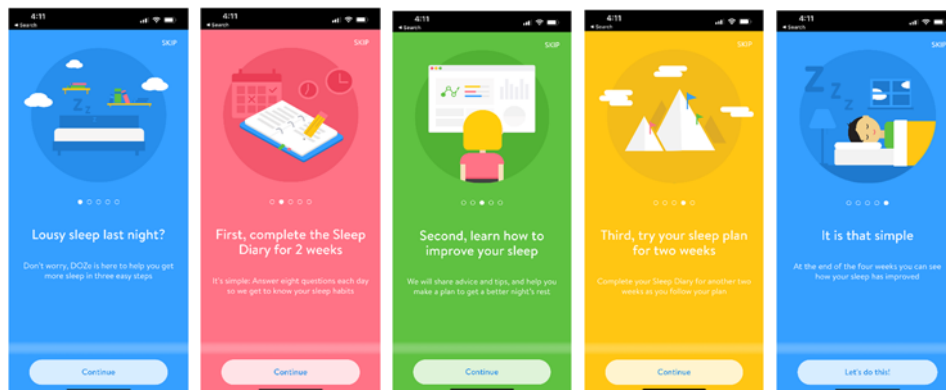 4:11
Search
SKIP
Zz
Lousy sleep last night?
Don't worry, DOZe is here to help you get
more sleep in three easy steps
Continue
4:11
Search
SKIP
First, complete the Sleep
Diary for 2 weeks
It's simple: Answer eight questions each day
so we get to know your sleep habits
Continue
4:11
Search
SKIP
Second, learn how to
improve your sleep
We will share advice and tips, and help you
make a plan to get a better night's rest
Continue
4:11
Search
SKIP
Third, try your sleep plan
for two weeks
Complete your Sleep Diary for another two
weeks as you follow your plan
Continue
4:11
Search
SKIP
ZZz
It is that simple
At the end of the four weeks you can see
how your sleep has improved
Let's do this!